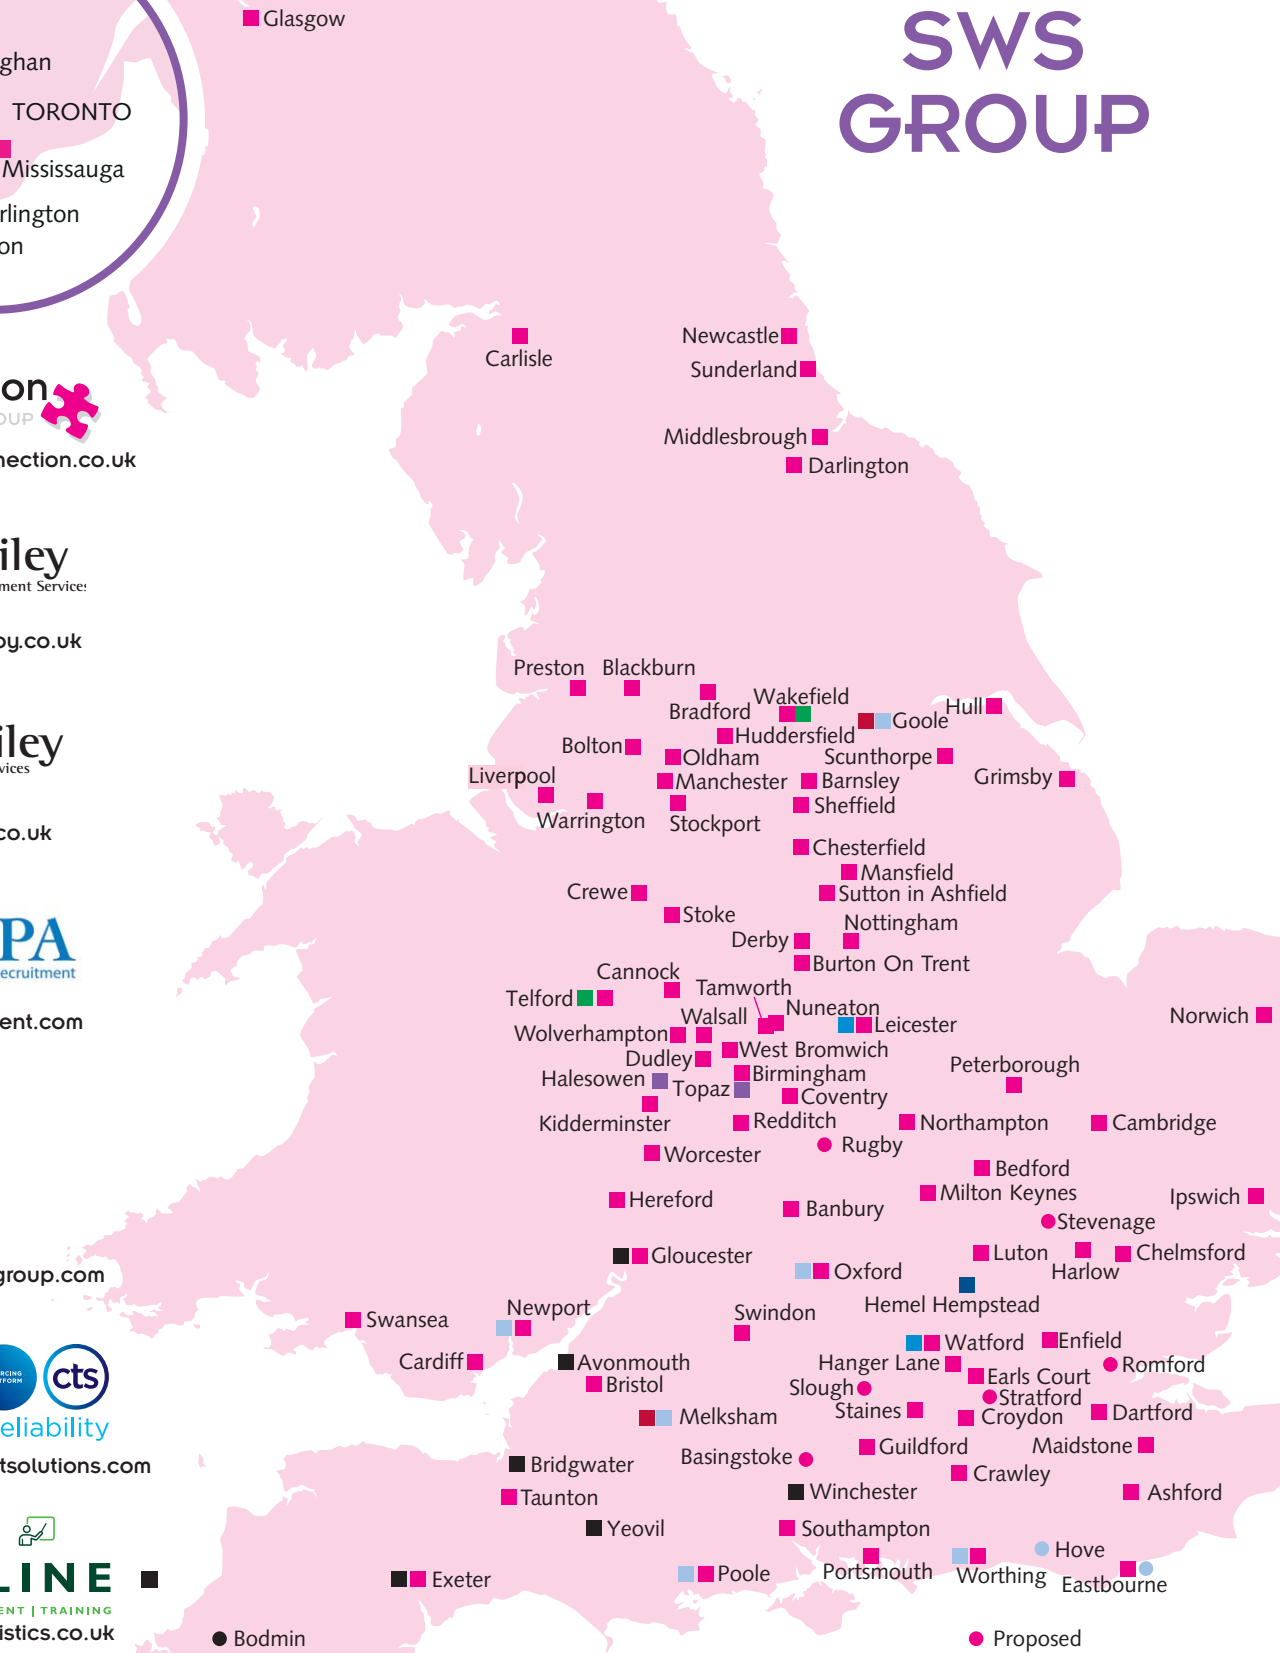 Glasgow
SWS
GROUP
ghan
TORONTO
Mississauga
rlington
on
Newcastle
Carlisle
Sunderland
on
OUP
Middlesbrough
nection.co.uk
Darlington
iley
ment Services
oy.co.uk
Preston
Blackburn
Wakefield
Bradford
Hull
Goole
iley
vices
Huddersfield
Bolton
Oldham
Scunthorpe
Liverpool
Manchester
Barnsley
Grimsby
Sheffield
Warrington
Stockport
co.uk
Chesterfield
Mansfield
Crewe
Sutton in Ashfield
Stoke
Nottingham
Derby
PA
ecruitment
Burton On Trent
Cannock
Tamworth
Telford
Nuneaton
Walsall
Norwich
ent.com
Wolverhampton
Leicester
West Bromwich
Dudley
Peterborough
Halesowen
Topaz
Birmingham
Coventry
Kidderminster
Redditch
Northampton
Cambridge
Rugby
Worcester
Bedford
Milton Keynes
Ipswich
Hereford
Banbury
Stevenage
Gloucester
Luton
Chelmsford
Harlow
Oxford
group.com
Hemel Hempstead
Newport
Swindon
Swansea
Watford
Enfield
Cardiff
Avonmouth
Hanger Lane
Romford
RCING
TFORM
cts
Bristol
Earls Court
Slough
Stratford
Melksham
Staines
Croydon
Dartford
eliability
Guildford
Maidstone
Basingstoke
tsolutions.com
Bridgwater
Crawley
Taunton
Winchester
Ashford
Yeovil
Southampton
Hove
LINE
ENT | TRAINING
Exeter
Poole
Portsmouth
Worthing
Eastbourne
istics.co.uk
Bodmin
Proposed